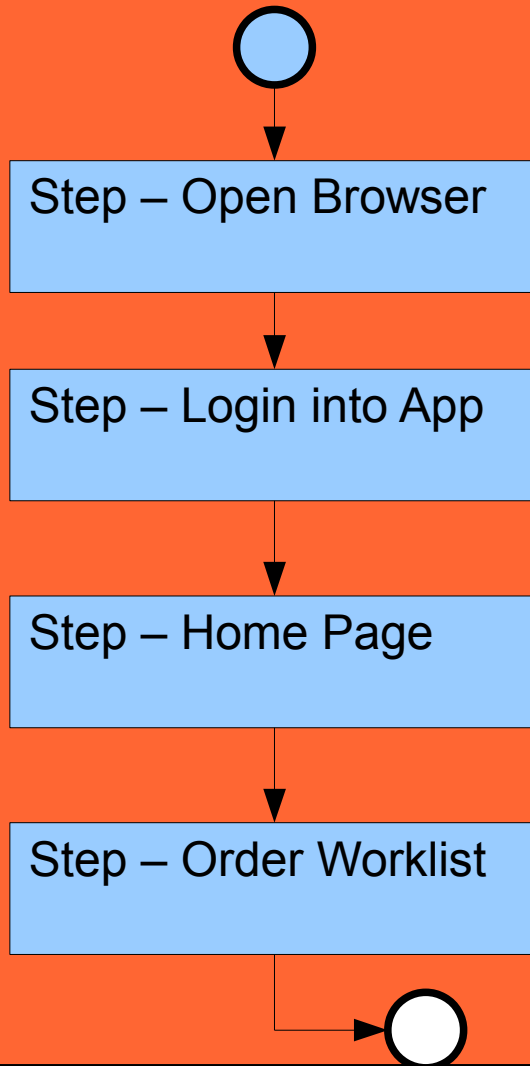 Step – Open Browser
Step – Login into App
Step – Home Page
Step – Order Worklist